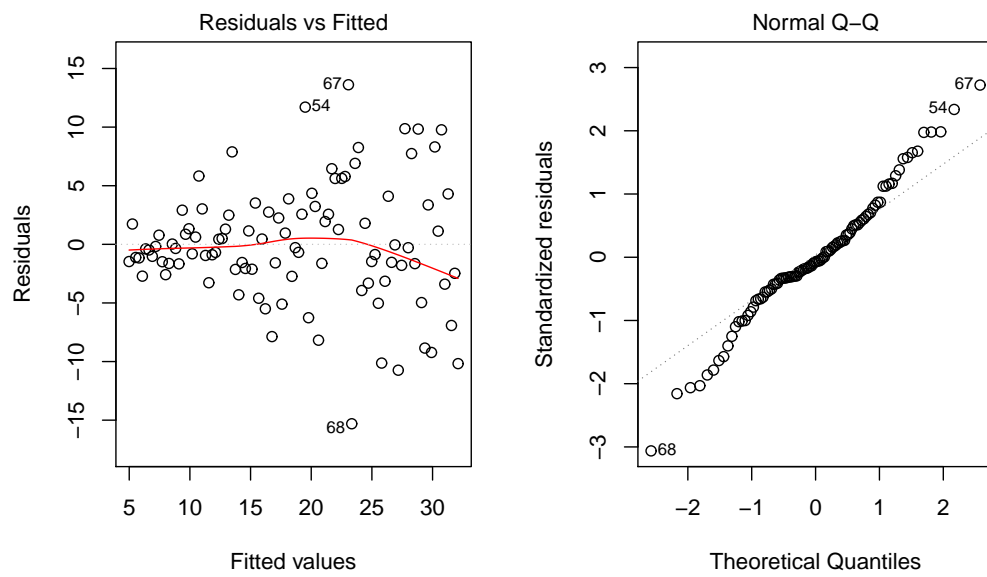 Residuals vs Fitted
15
10
5
0
−5
−10
−15
Residuals
67
54
68
5 10 15 20 25 30
Fitted values
Normal Q−Q
3
2
1
0
−1
−2
−3
Standardized residuals
67
54
68
−2 −1 0 1 2
Theoretical Quantiles